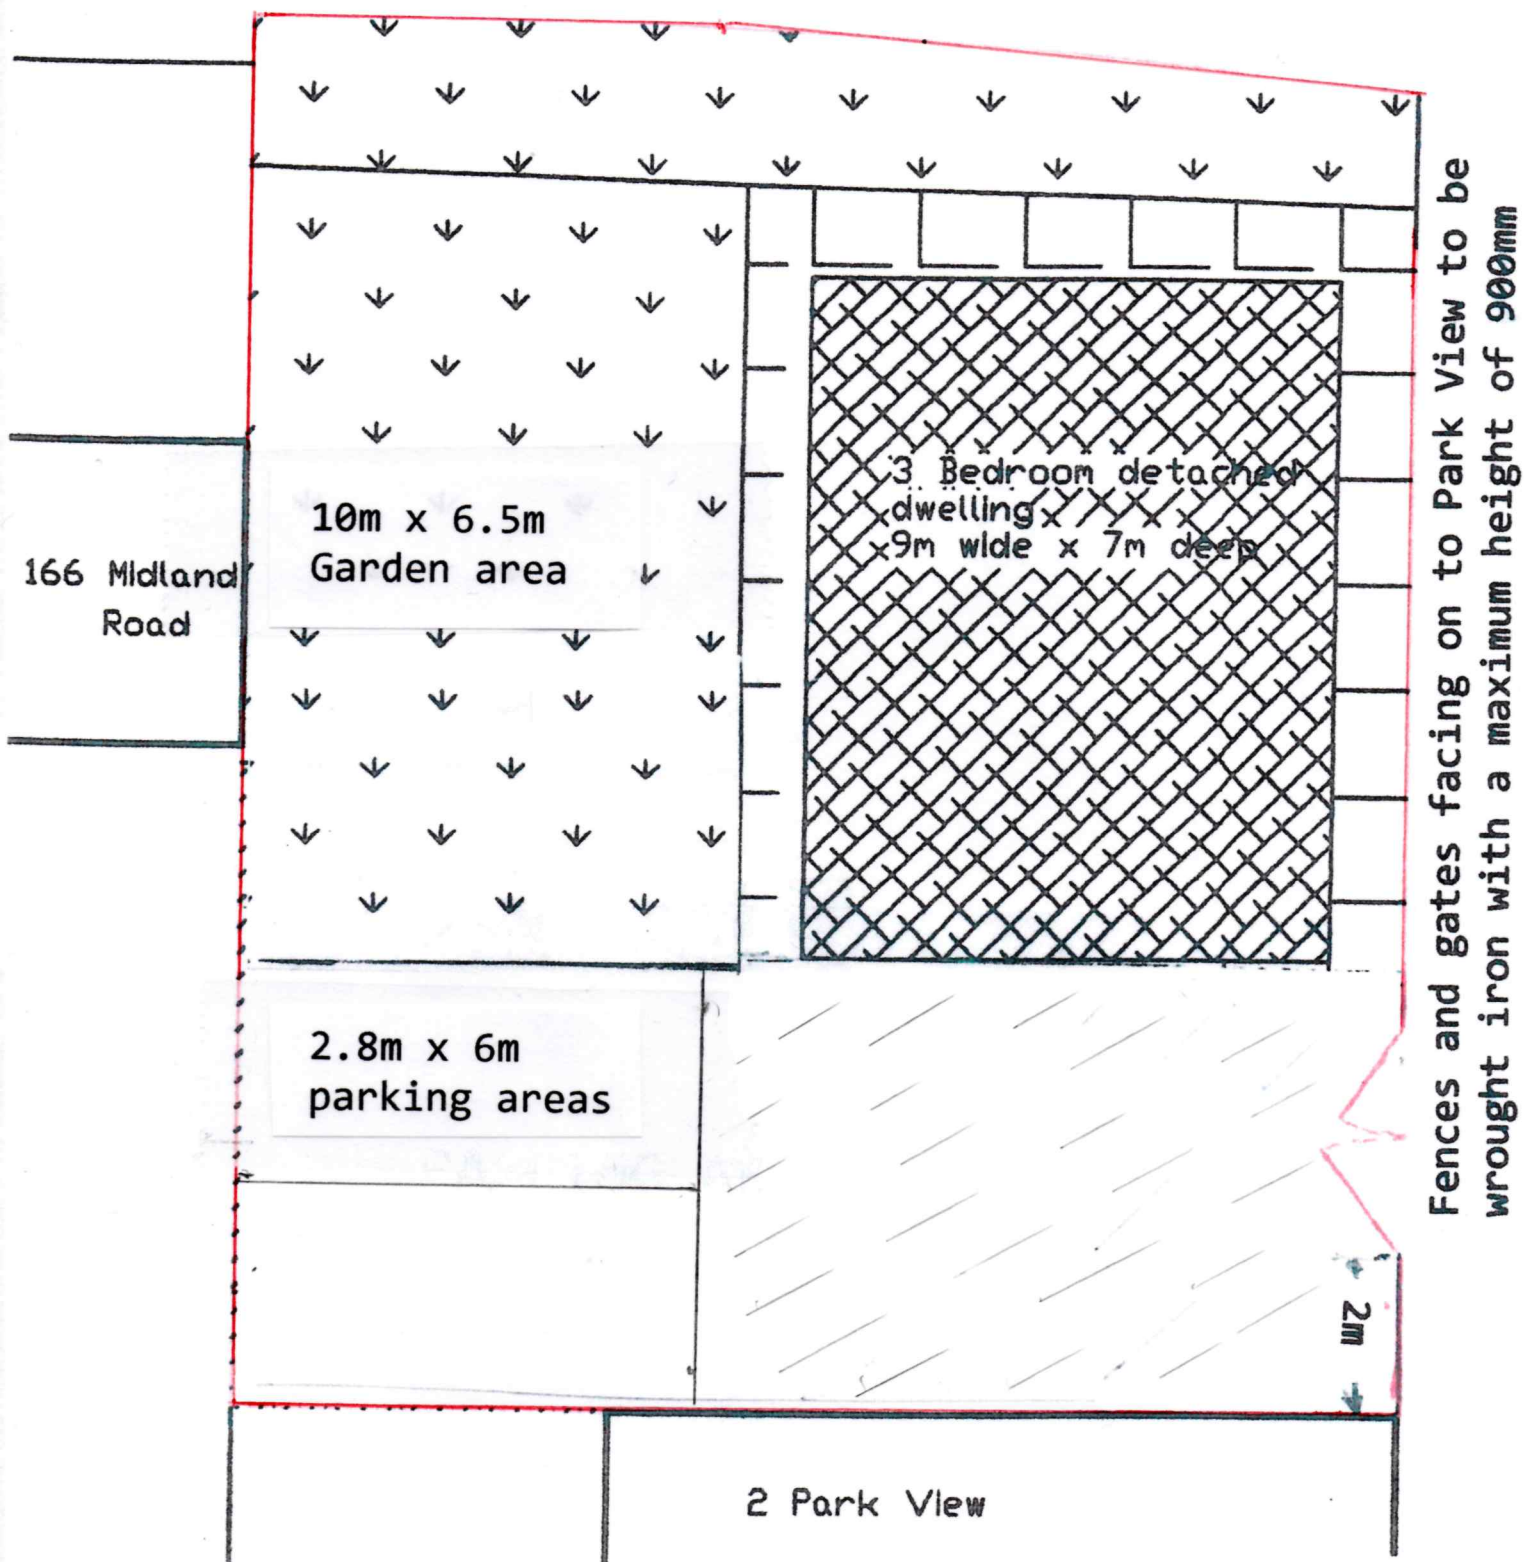 3 Bedroom detached
dwelling
9m wide x 7m deep
10m x 6.5m
Garden area
166 Midland
Road
2.8m x 6m
parking areas
2m
2 Park View
Fences and gates facing on to Park View to be
wrought iron with a maximum height of 900mm